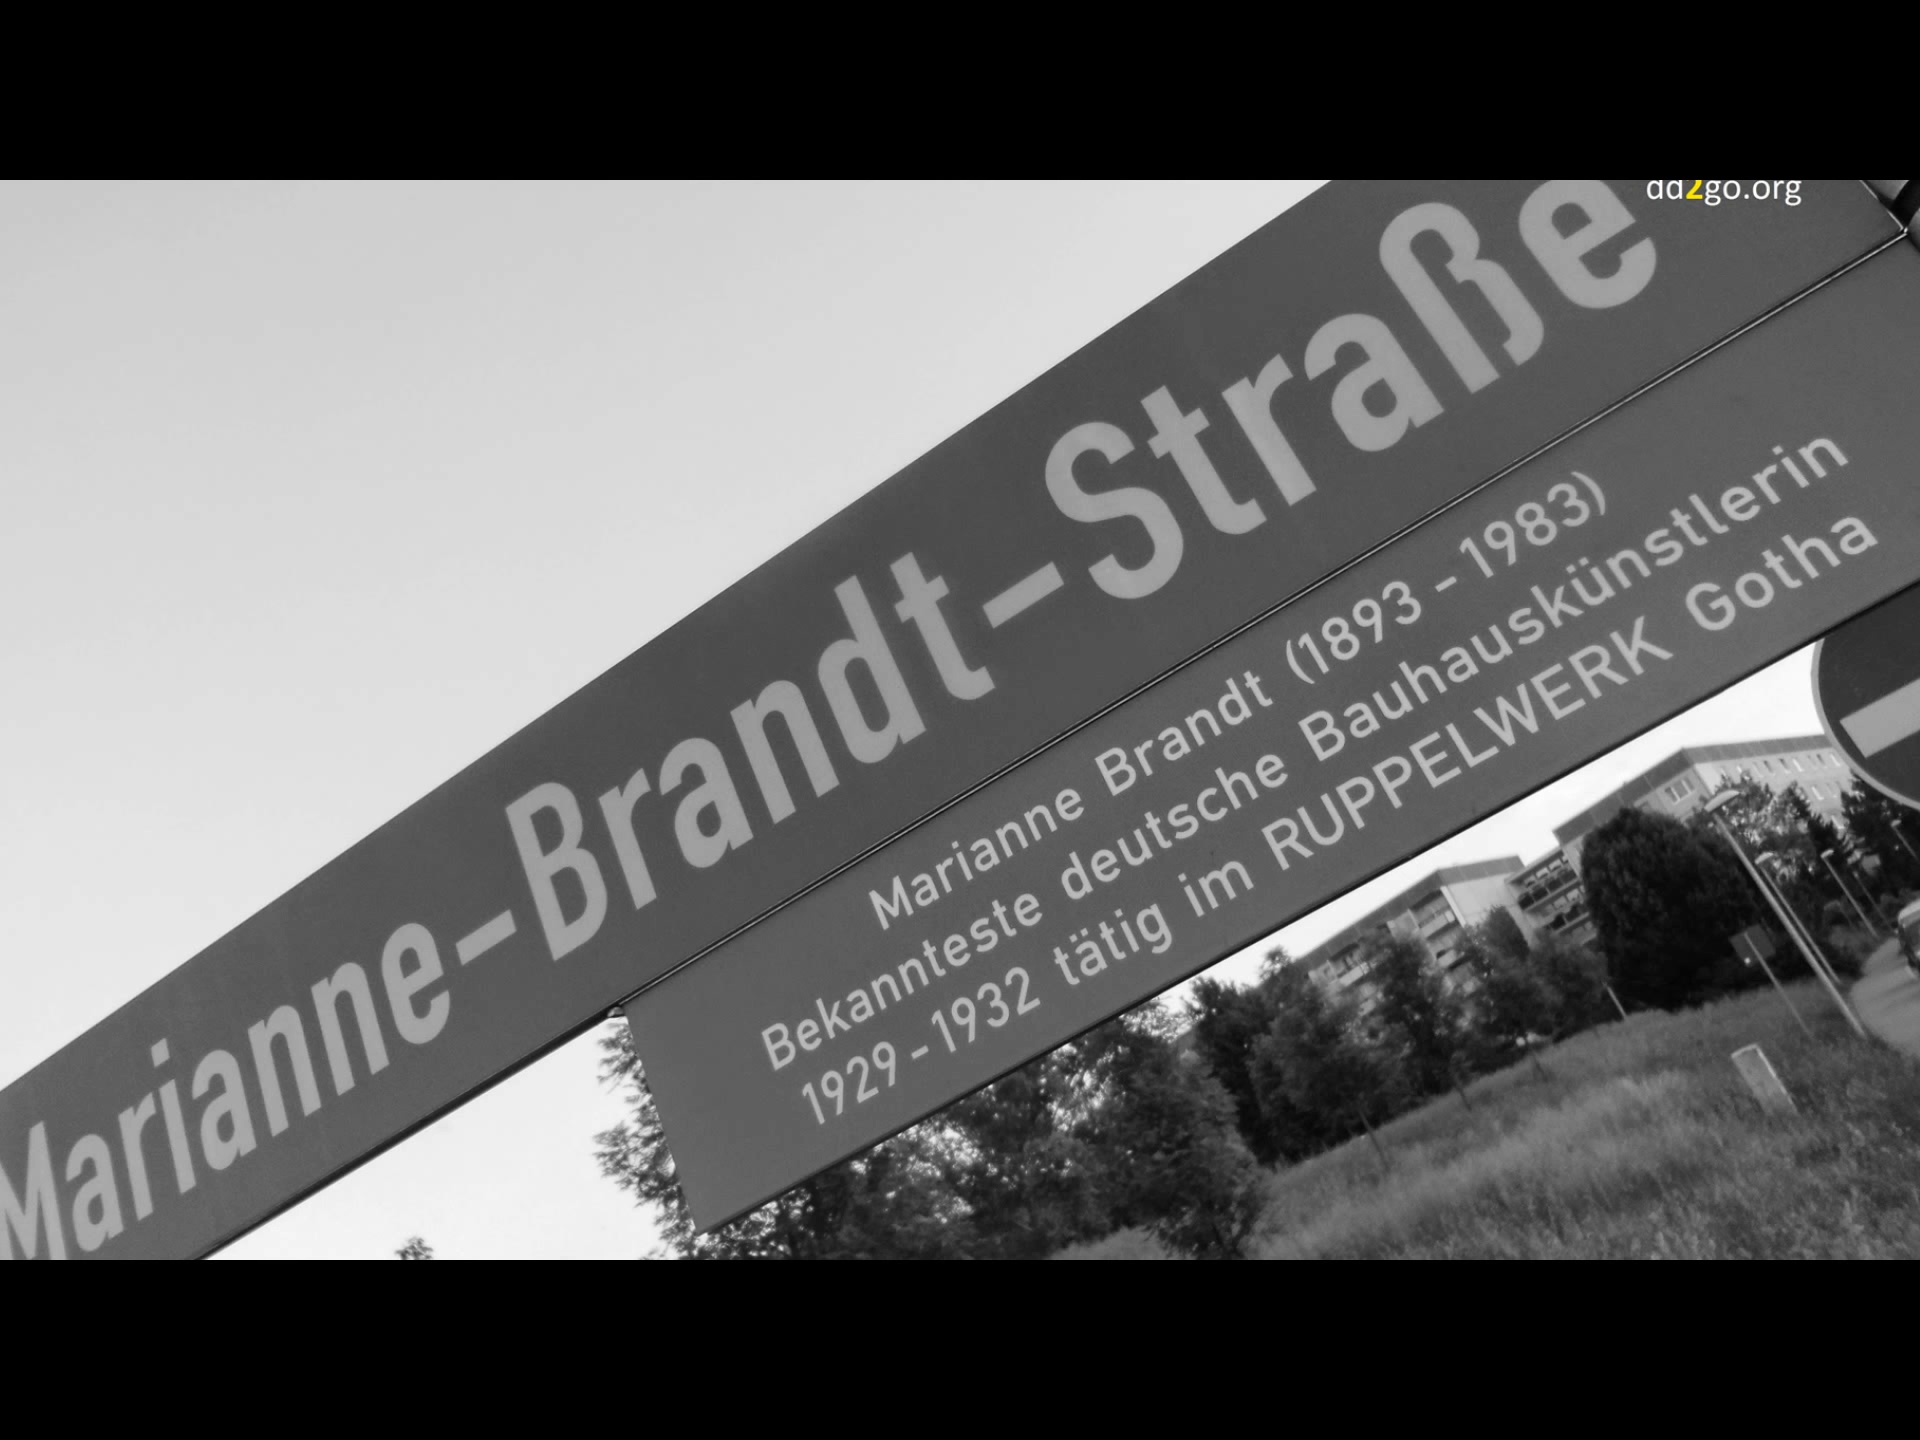 dd2go.org
Marianne-Brandt-Straße
Marianne Brandt (1893-1983)
Bekannteste deutsche Bauhauskünstlerin
1929-1932 tätig im RUPPELWERK Gotha